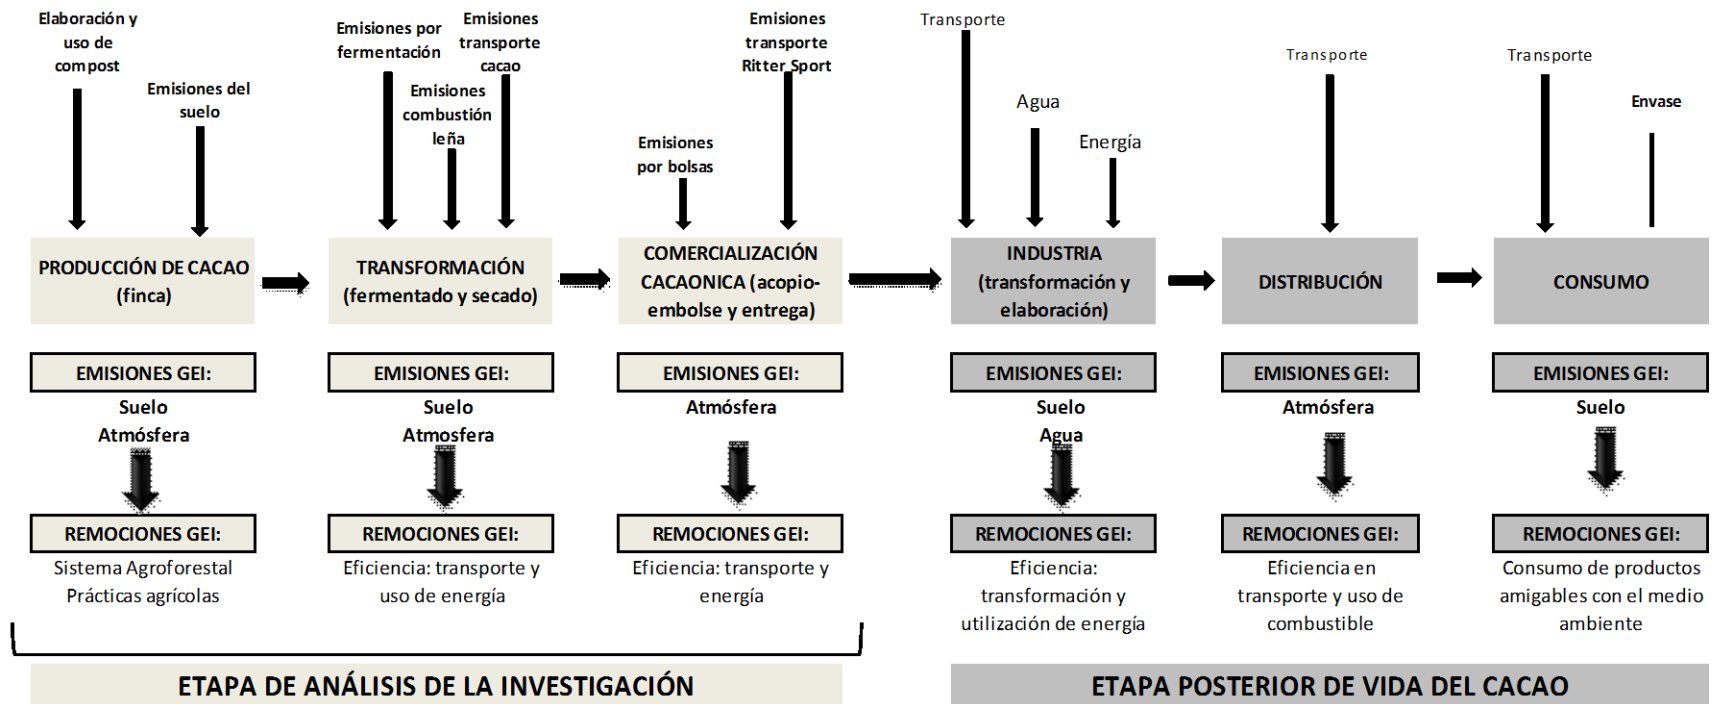 Elaboración y
uso de
compost
Emisiones del
suelo
Emisiones por
fermentación
Emisiones
combustión
leña
Emisiones
transporte
cacao
Emisiones
por bolsas
Emisiones
transporte
Ritter Sport
Transporte
Agua
Energía
Transporte
Transporte
Envase
PRODUCCIÓN DE CACAO
(finca)
TRANSFORMACIÓN
(fermentado y secado)
COMERCIALIZACIÓN
CACAONICA (acopio-
embolse y entrega)
INDUSTRIA
(transformación y
elaboración)
DISTRIBUCIÓN
CONSUMO
EMISIONES GEI:
Suelo
Atmósfera
EMISIONES GEI:
Suelo
Atmosfera
EMISIONES GEI:
Atmósfera
EMISIONES GEI:
Suelo
Agua
EMISIONES GEI:
Atmósfera
EMISIONES GEI:
Suelo
REMOCIONES GEI:
Sistema Agroforestal
Prácticas agrícolas
REMOCIONES GEI:
Eficiencia: transporte y
uso de energía
REMOCIONES GEI:
Eficiencia: transporte y
energía
REMOCIONES GEI:
Eficiencia:
transformación y
utilización de energía
REMOCIONES GEI:
Eficiencia en
transporte y uso de
combustible
REMOCIONES GEI:
Consumo de productos
amigables con el medio
ambiente
ETAPA DE ANÁLISIS DE LA INVESTIGACIÓN
ETAPA POSTERIOR DE VIDA DEL CACAO